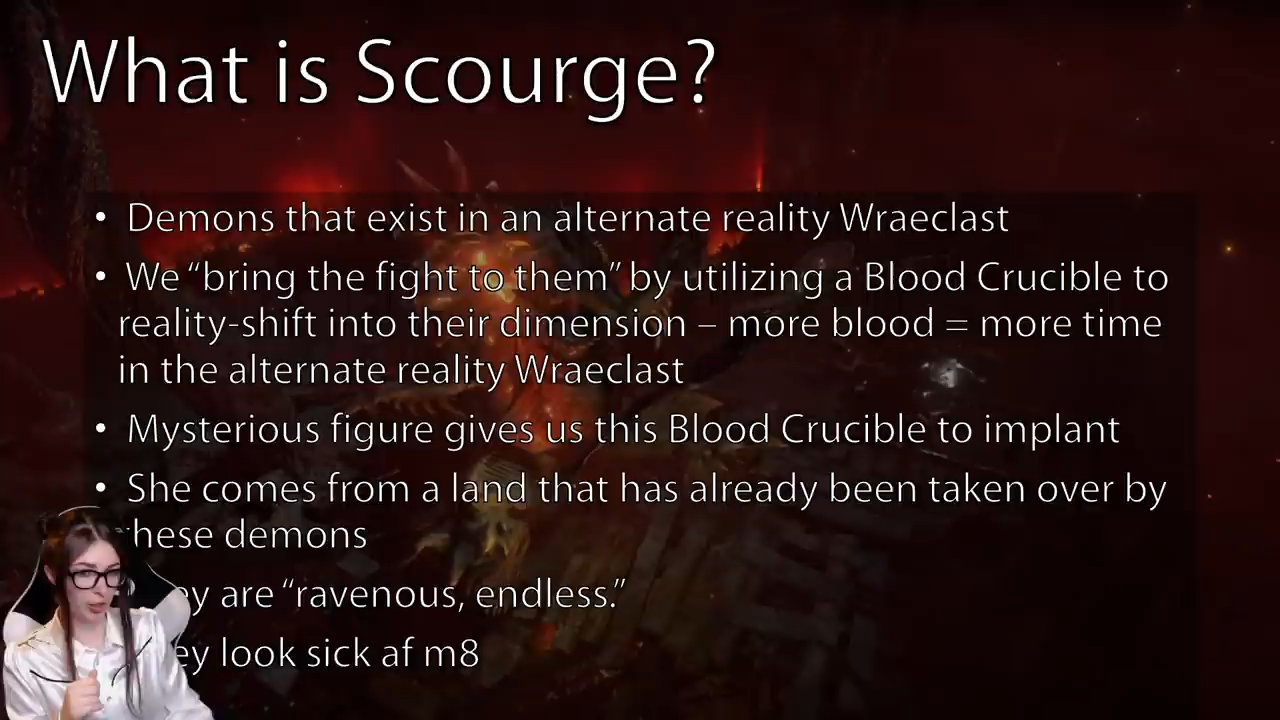 What is Scourge?
• Demons that exist in an alternate reality Wraeclast
• We “bring the fight to them” by utilizing a Blood Crucible to
reality-shift into their dimension – more blood = more time
in the alternate reality Wraeclast
• Mysterious figure gives us this Blood Crucible to implant
• She comes from a land that has already been taken over by
these demons
are “ravenous, endless.”
look sick af m8